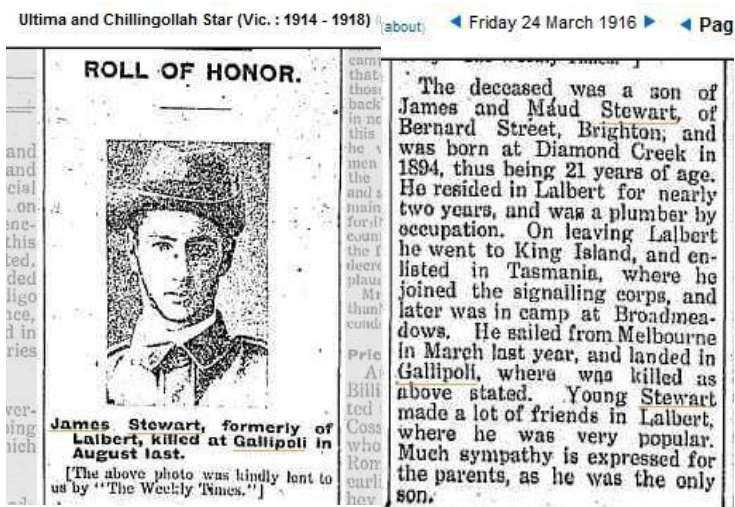 Ultima and Chillingollah Star (Vic. : 1914 - 1918)
(about)
Friday 24 March 1916
Pag
ROLL OF HONOR.
James Stewart, formerly of
Lalbert, killed at Gallipoli in
August last.
[The above photo was kindly lent to
us by "The Weekly Times."]
The deceased was a son of
James and Maud Stewart, of
Bernard Street, Brighton, and
was born at Diamond Creek in
1894, thus being 21 years of age.
He resided in Lalbert for nearly
two years, and was a plumber by
occupation. On leaving Lalbert
he went to King Island, and en-
listed in Tasmania, where he
joined the signalling corps, and
later was in camp at Broadmea-
dows. He sailed from Melbourne
in March last year, and landed in
Gallipoli, where was killed as
above stated. Young Stewart
made a lot of friends in Lalbert,
where he was very popular.
Much sympathy is expressed for
the parents, as he was the only
son.